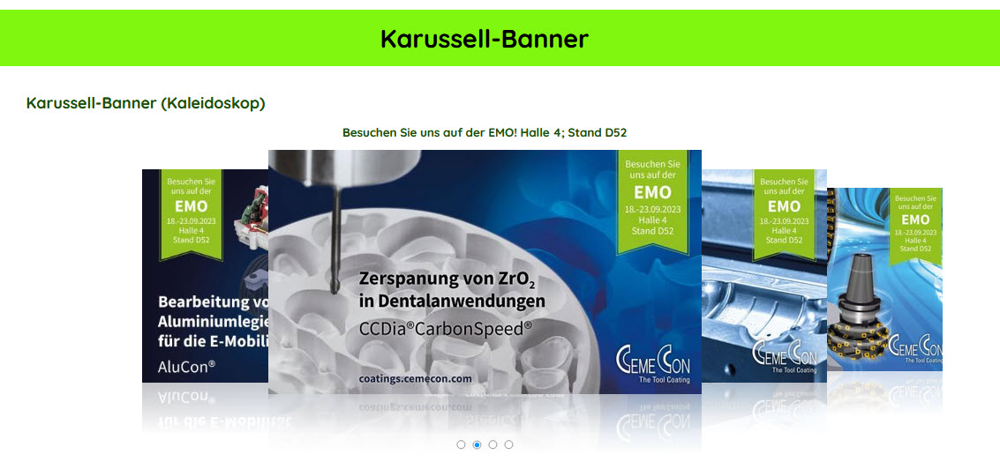 Karussell-Banner
Karussell-Banner (Kaleidoskop)
Besuchen Sie uns auf der EMO! Halle 4; Stand D52
Besuchen Sie
uns auf der
EMO
18.-23.09.2023
Halle 4
Stand D52
Bearbeitung vo
Aluminiumlegie
für die E-Mobili
AluCon®
Besuchen Sie
uns auf der
EMO
18.-23.09.2023
Halle 4
Stand D52
Zerspanung von ZrO₂
in Dentalanwendungen
CCDia®CarbonSpeed®
coatings.cemecon.com
CemeCon
The Tool Coating
Besuchen Sie
uns auf der
EMO
18.-23.09.2023
Halle 4
Stand D52
CemeCon
The Tool Coating
Besuchen Sie
uns auf der
EMO
18.-23.09.2023
Halle 4
Stand D52
CemeCon
The Tool Coating